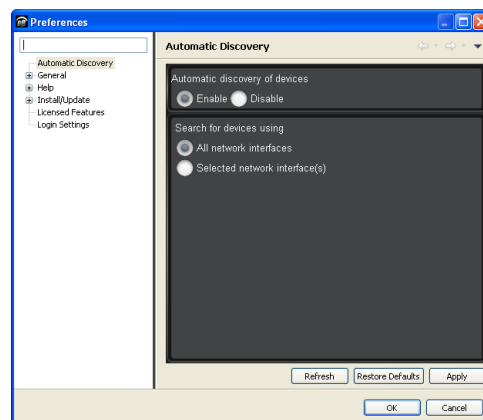 Preferences
Automatic Discovery
General
Help
Install/Update
Licensed Features
Login Settings
Automatic Discovery
Automatic discovery of devices
Enable Disable
Search for devices using
All network interfaces
Selected network interface(s)
Refresh Restore Defaults Apply
OK Cancel